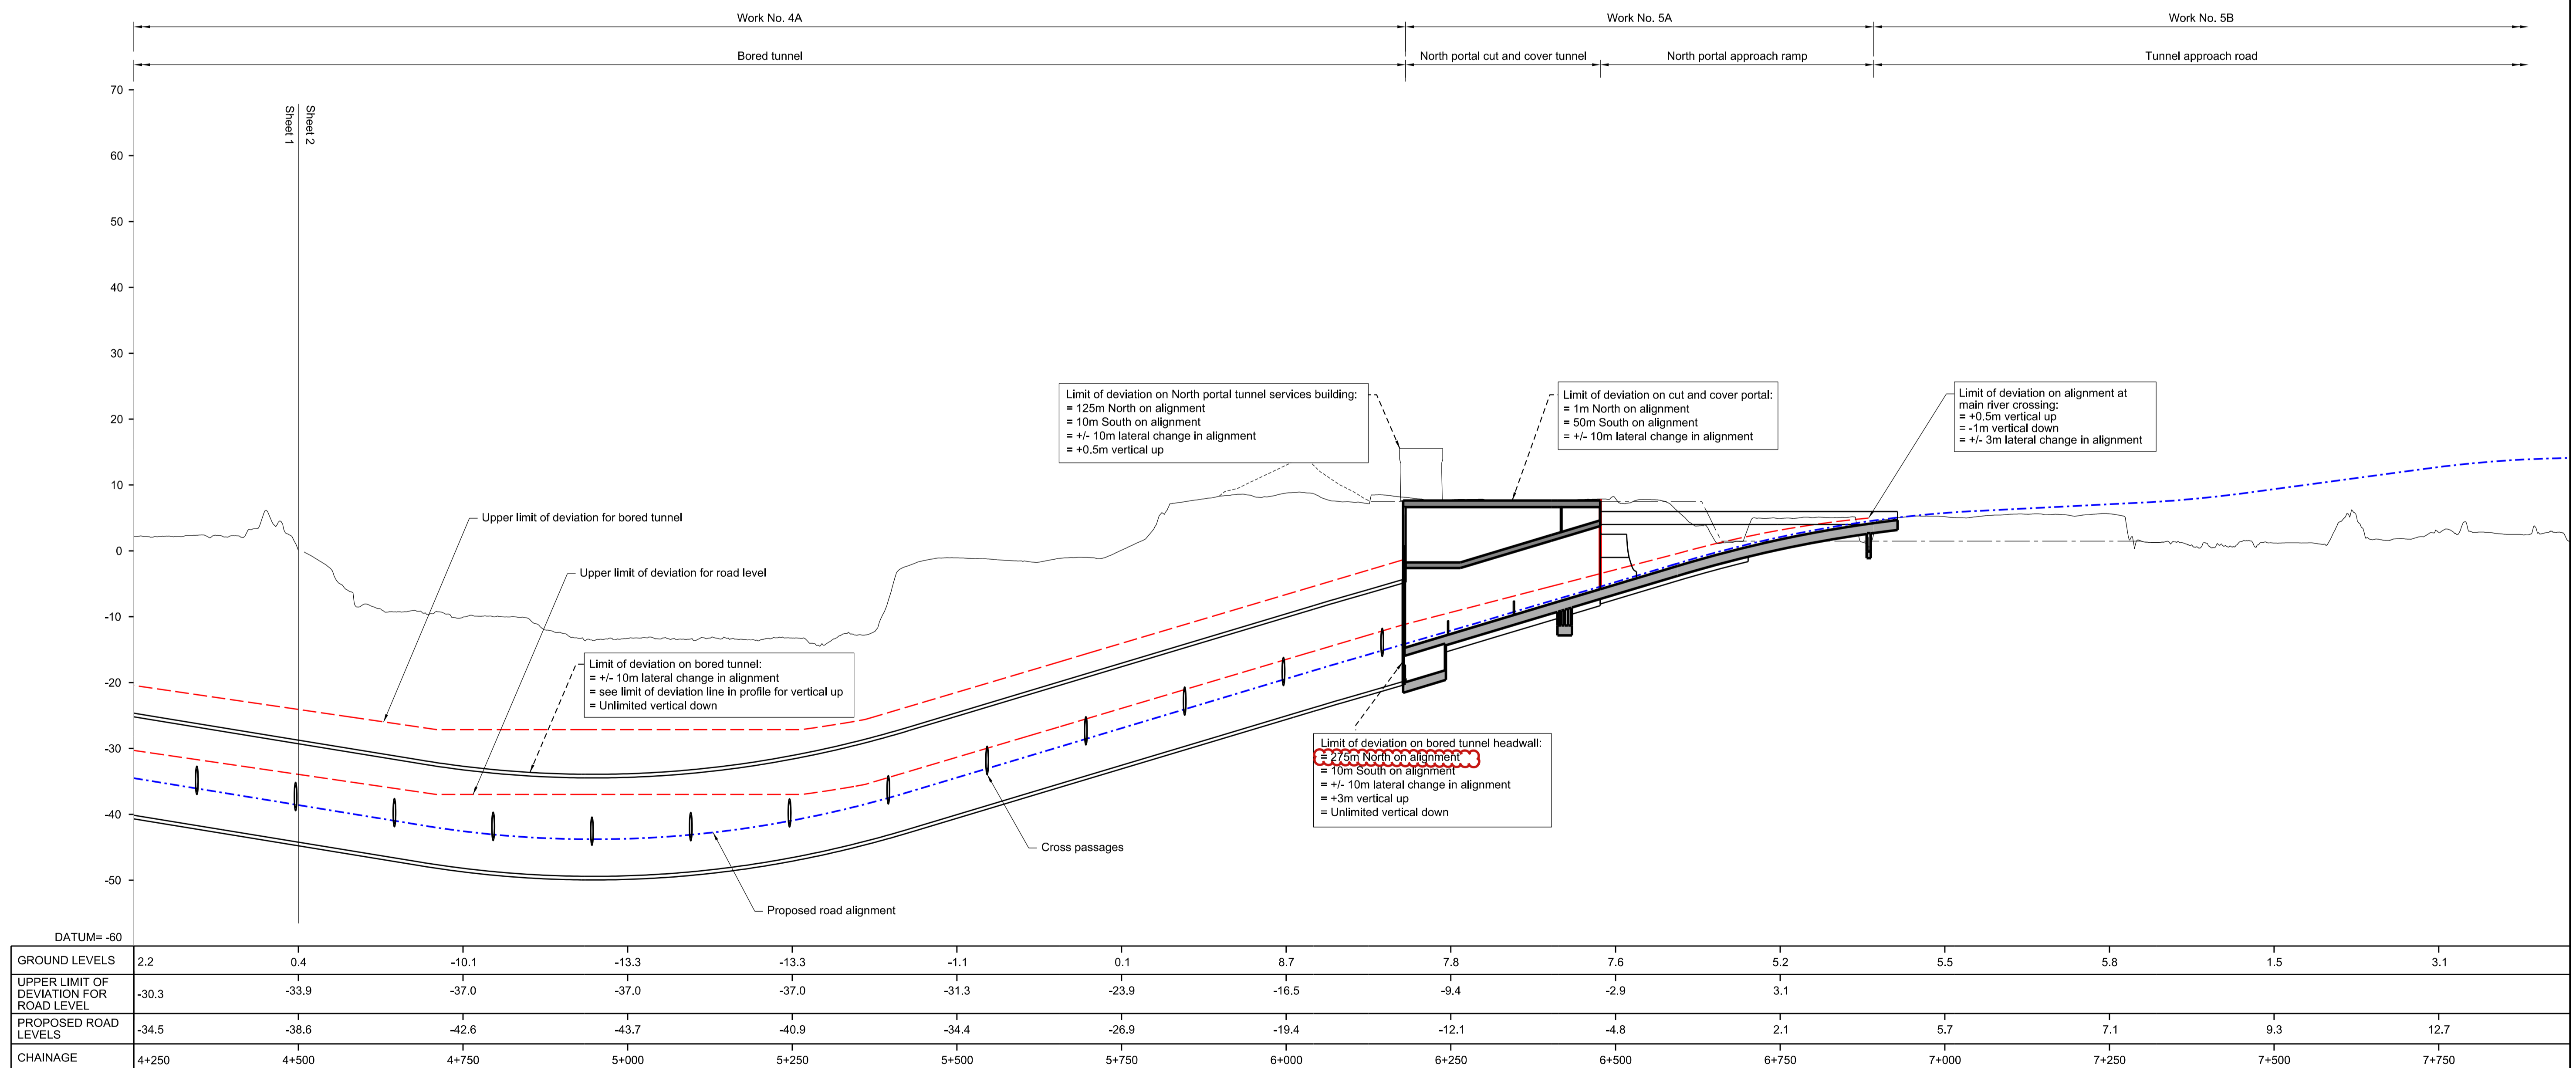 Work No. 4A
Work No. 5A
Work No. 5B
Bored tunnel
North portal cut and cover tunnel
North portal approach ramp
Tunnel approach road
70
60
50
40
30
20
10
0
-10
-20
-30
-40
-50
DATUM= -60
Sheet 1
Sheet 2
Limit of deviation on North portal tunnel services building:
= 125m North on alignment
= 10m South on alignment
= +/- 10m lateral change in alignment
= +0.5m vertical up
Limit of deviation on cut and cover portal:
= 1m North on alignment
= 50m South on alignment
= +/- 10m lateral change in alignment
Limit of deviation on alignment at
main river crossing:
= +0.5m vertical up
= -1m vertical down
= +/- 3m lateral change in alignment
Upper limit of deviation for bored tunnel
Upper limit of deviation for road level
Limit of deviation on bored tunnel:
= +/- 10m lateral change in alignment
= see limit of deviation line in profile for vertical up
= Unlimited vertical down
Limit of deviation on bored tunnel headwall:
= 275m North on alignment
= 10m South on alignment
= +/- 10m lateral change in alignment
= +3m vertical up
= Unlimited vertical down
Cross passages
Proposed road alignment
GROUND LEVELS 2.2 0.4 -10.1 -13.3 -13.3 -1.1 0.1 8.7 7.8 7.6 5.2 5.5 5.8 1.5 3.1
UPPER LIMIT OF
DEVIATION FOR
ROAD LEVEL
-30.3 -33.9 -37.0 -37.0 -37.0 -31.3 -23.9 -16.5 -9.4 -2.9 3.1
PROPOSED ROAD
LEVELS
-34.5 -38.6 -42.6 -43.7 -40.9 -34.4 -26.9 -19.4 -12.1 -4.8 2.1 5.7 7.1 9.3 12.7
CHAINAGE 4+250 4+500 4+750 5+000 5+250 5+500 5+750 6+000 6+250 6+500 6+750 7+000 7+250 7+500 7+750